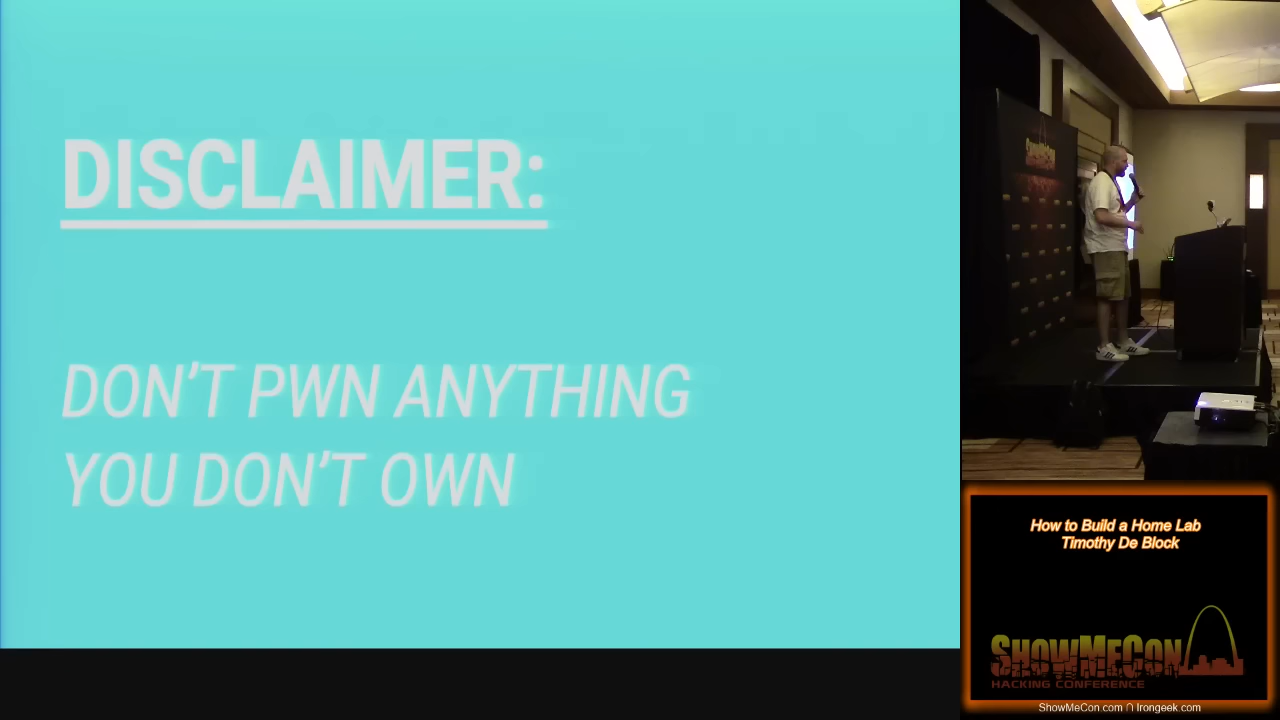 DISCLAIMER:
DON'T PWN ANYTHING
YOU DON'T OWN
How to Build a Home Lab
Timothy De Block
SHOWMECON
HACKING CONFERENCE
ShowMeCon.com ∩ Irongeek.com